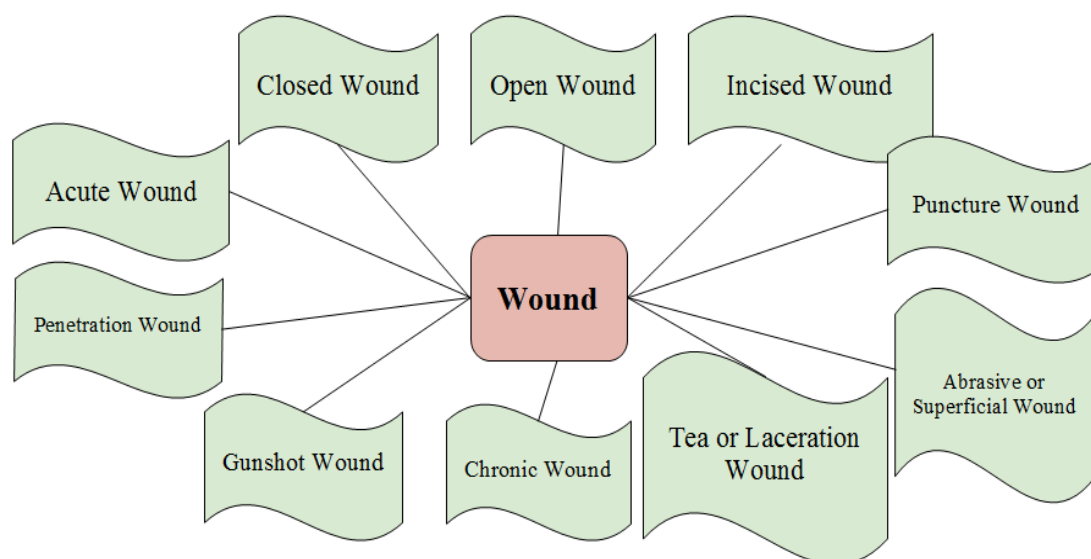 Closed Wound
Open Wound
Incised Wound
Acute Wound
Puncture Wound
Wound
Penetration Wound
Abrasive or
Superficial Wound
Gunshot Wound
Chronic Wound
Tea or Laceration
Wound